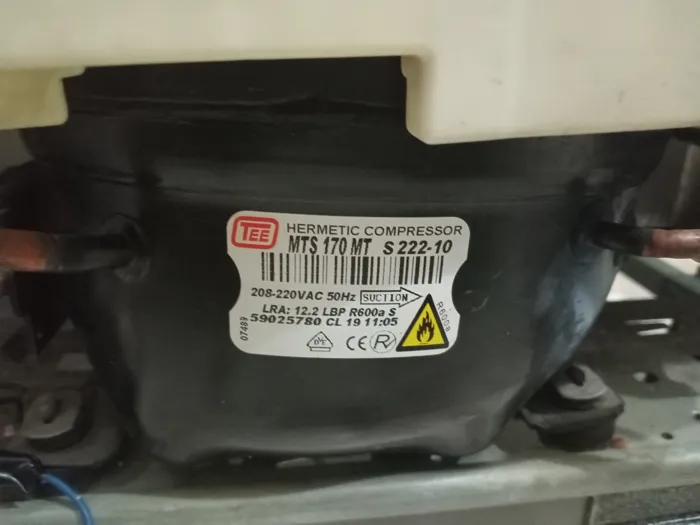 TEE
HERMETIC COMPRESSOR
MTS 170 MT S 222-10
208-220VAC 50Hz SUCTION
LRA: 12.2 LBP R600a S
59025780 CL 19 11:05
07489
CE R
R600a